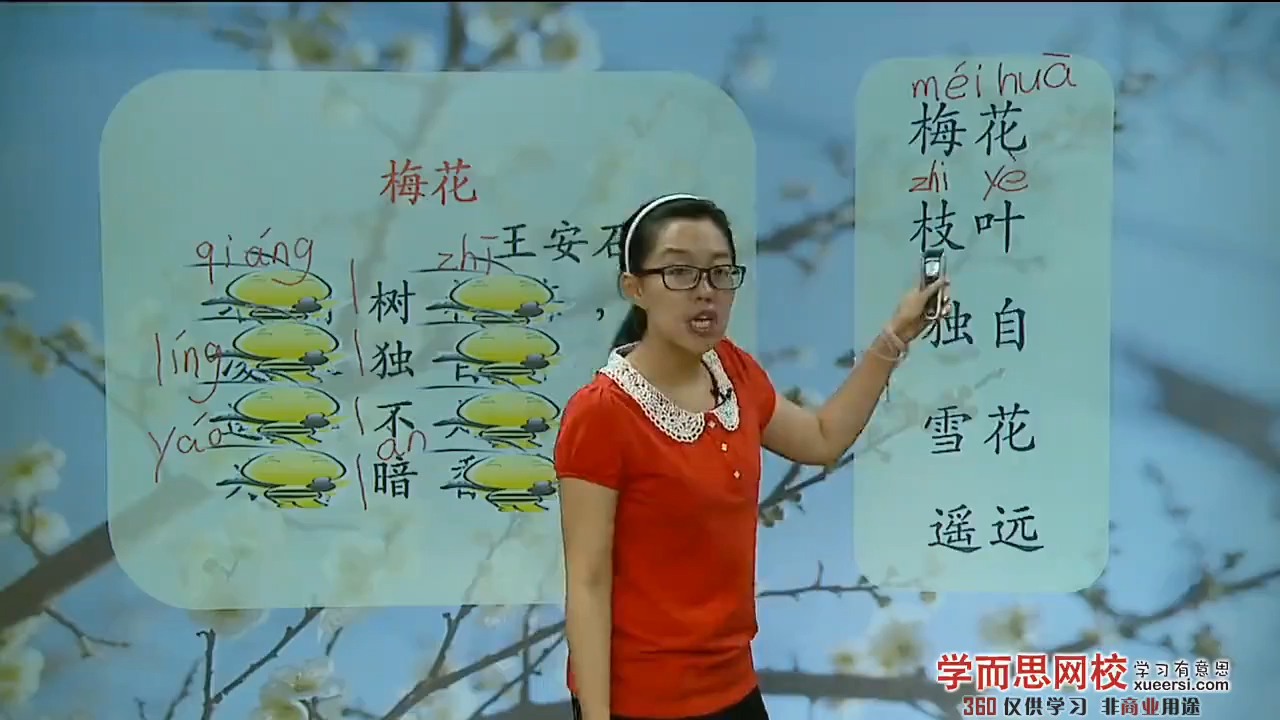 梅花
王安石
qiáng zhī
树 ，
líng
独
yáo 不
àn
暗 香
méi huā
梅花
zhi yè
枝叶
独自
雪花
遥远
学而思网校 学习有意思
xueersi.com
360 仅供学习 非商业用途